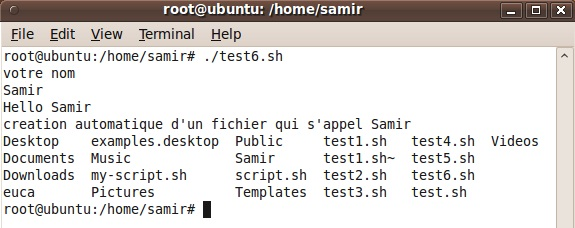 root@ubuntu: /home/samir
File Edit View Terminal Help
root@ubuntu:/home/samir# ./test6.sh
votre nom
Samir
Hello Samir
creation automatique d'un fichier qui s'appel Samir
Desktop examples.desktop Public test1.sh test4.sh Videos
Documents Music Samir test1.sh~ test5.sh
Downloads my-script.sh script.sh test2.sh test6.sh
euca Pictures Templates test3.sh test.sh
root@ubuntu:/home/samir#